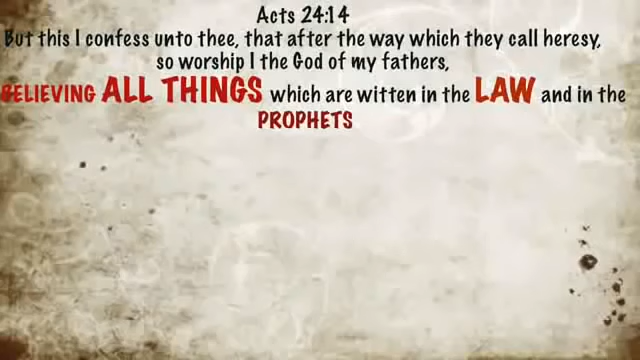 Acts 24:14
But this I confess unto thee, that after the way which they call heresy,
so worship I the God of my fathers,
BELIEVING ALL THINGS which are witten in the LAW and in the
PROPHETS